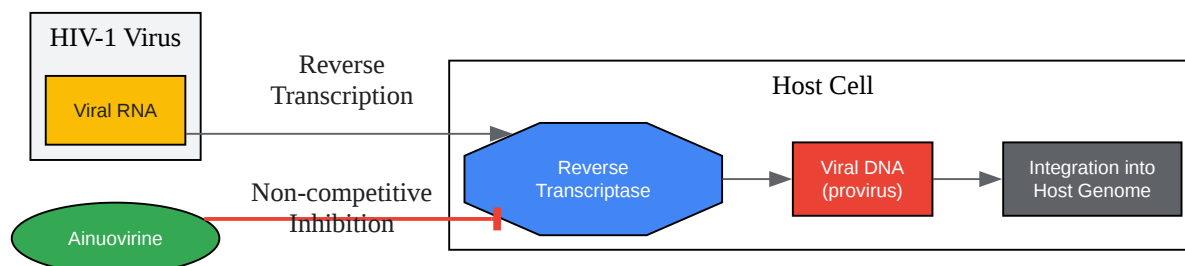 HIV-1 Virus
Viral RNA
Reverse
Transcription
Host Cell
Reverse
Transcriptase
Viral DNA
(provirus)
Integration into
Host Genome
Non-competitive
Inhibition
Ainuovirine